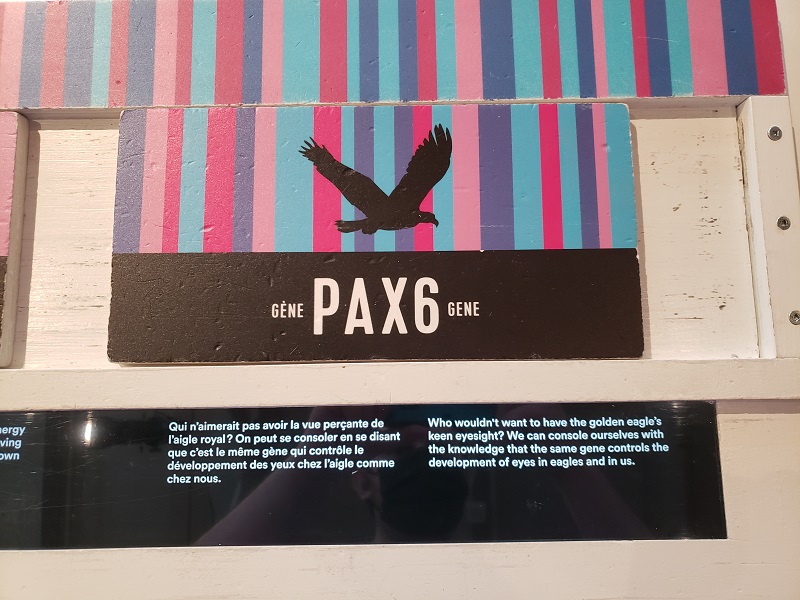 GÈNE PAX6 GENE
nergy
ving
own
Qui n'aimerait pas avoir la vue perçante de
l'aigle royal? On peut se consoler en se disant
que c'est le même gène qui contrôle le
développement des yeux chez l'aigle comme
chez nous.
Who wouldn't want to have the golden eagle's
keen eyesight? We can console ourselves with
the knowledge that the same gene controls the
development of eyes in eagles and in us.